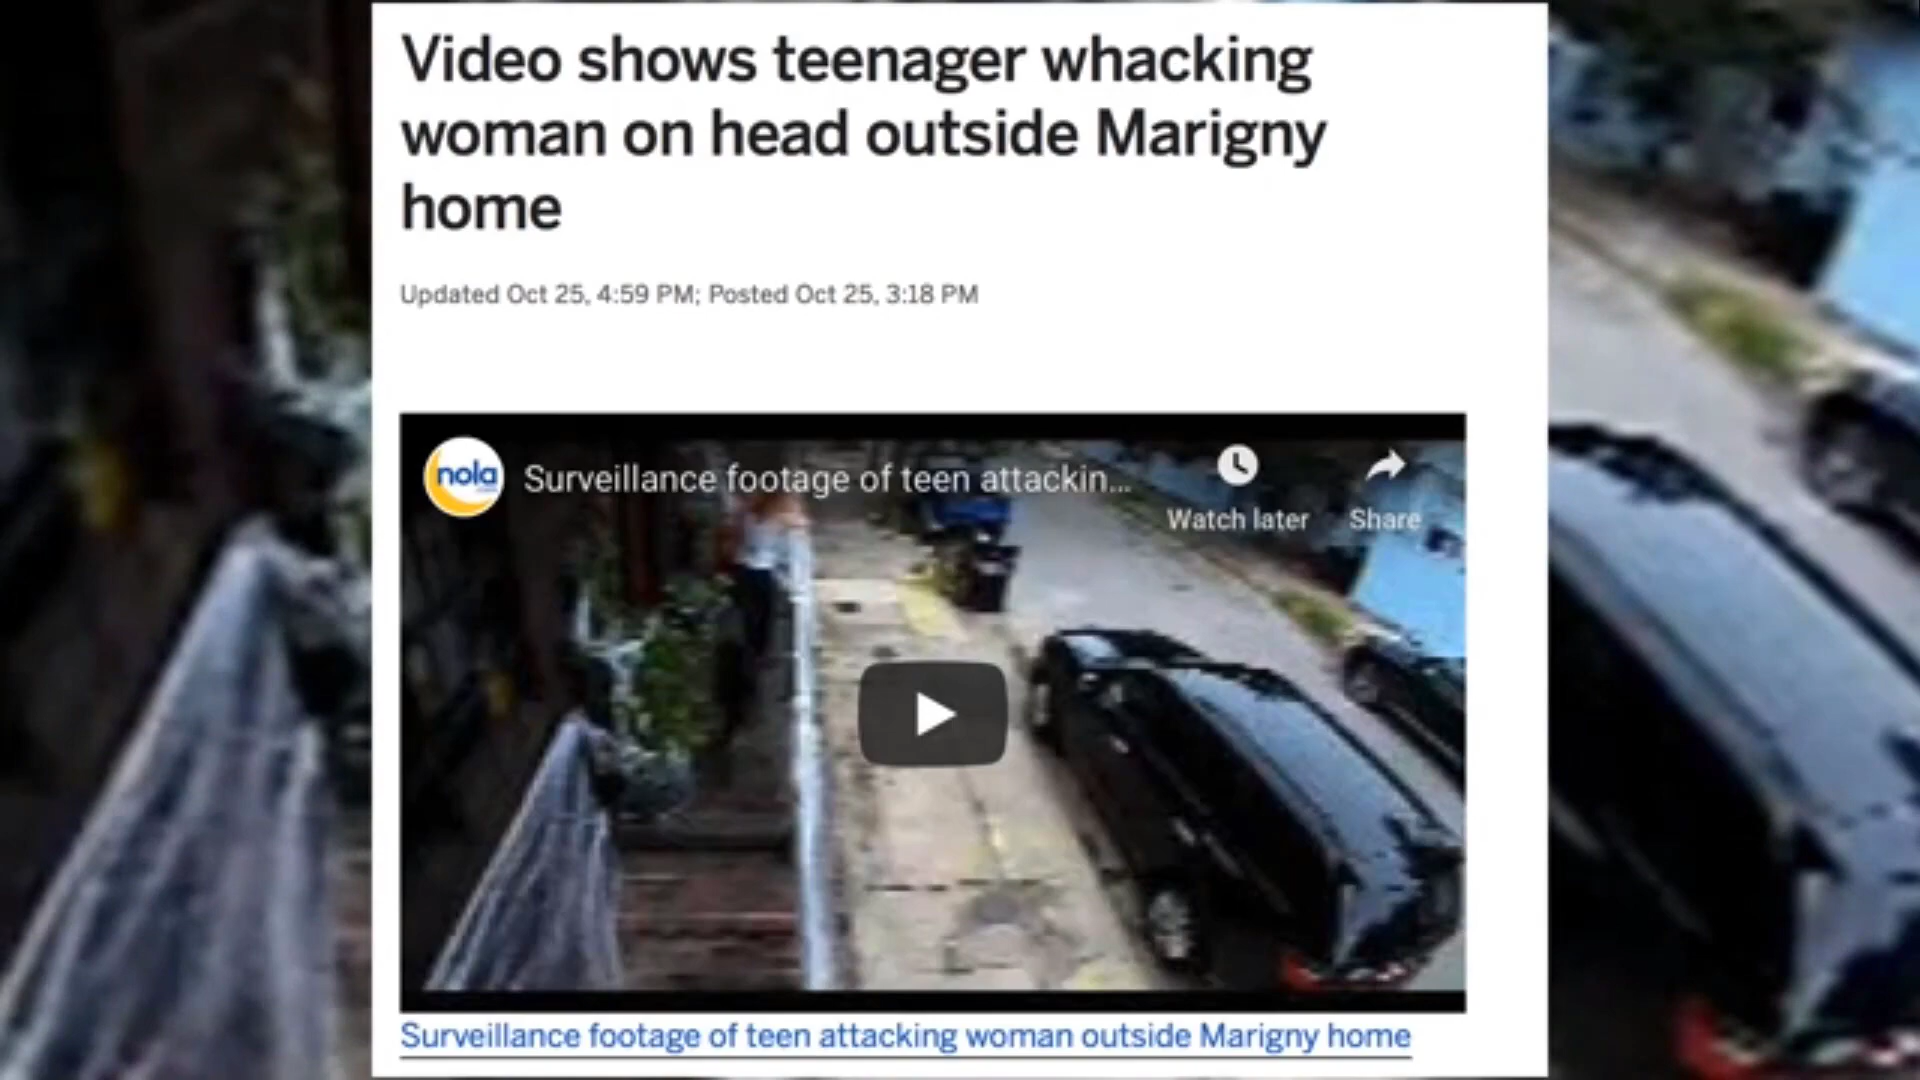 Video shows teenager whacking
woman on head outside Marigny
home
Updated Oct 25, 4:59 PM; Posted Oct 25, 3:18 PM
nola
Surveillance footage of teen attackin...
Watch later
Share
Surveillance footage of teen attacking woman outside Marigny home